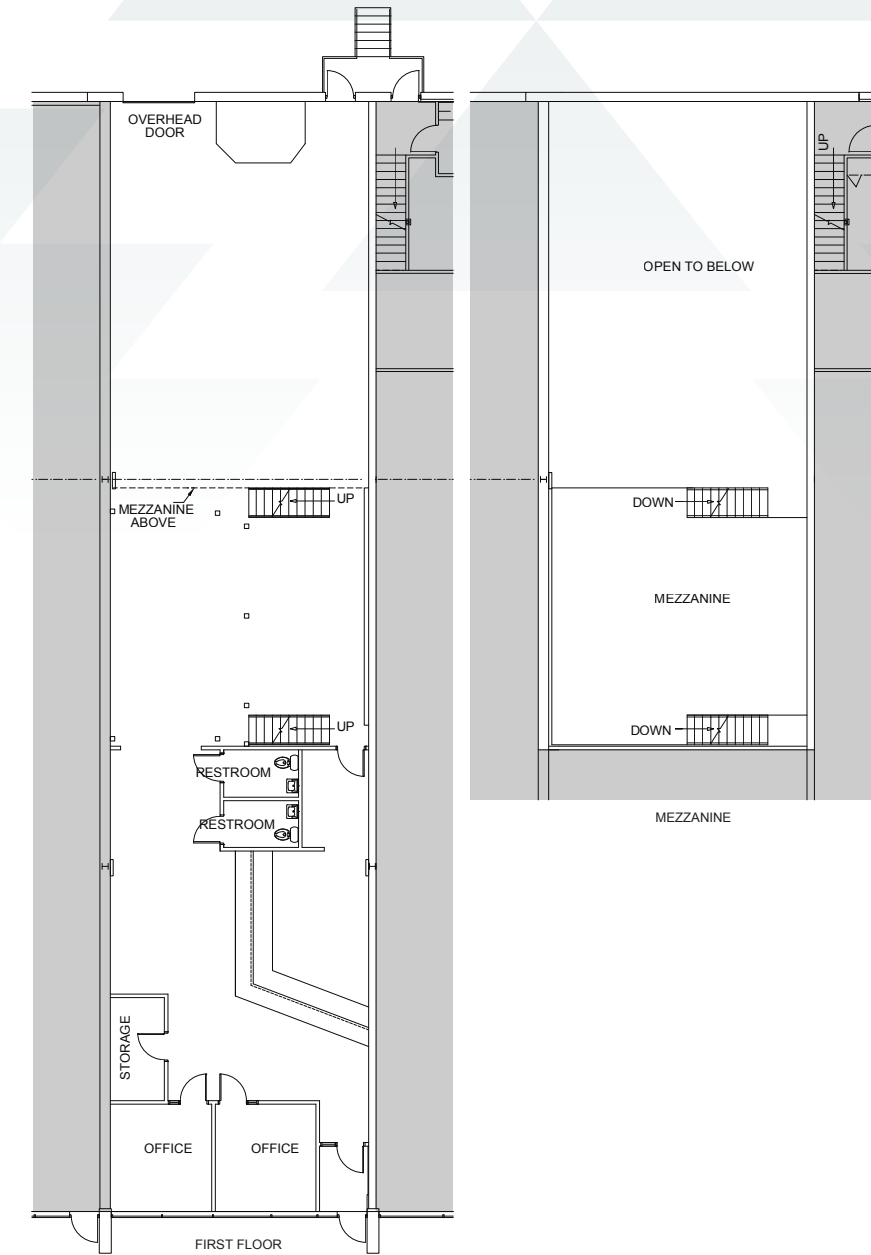 OVERHEAD
DOOR
MEZZANINE
ABOVE
UP
UP
RESTROOM
RESTROOM
STORAGE
OFFICE
OFFICE
FIRST FLOOR
UP
OPEN TO BELOW
DOWN
MEZZANINE
DOWN
MEZZANINE